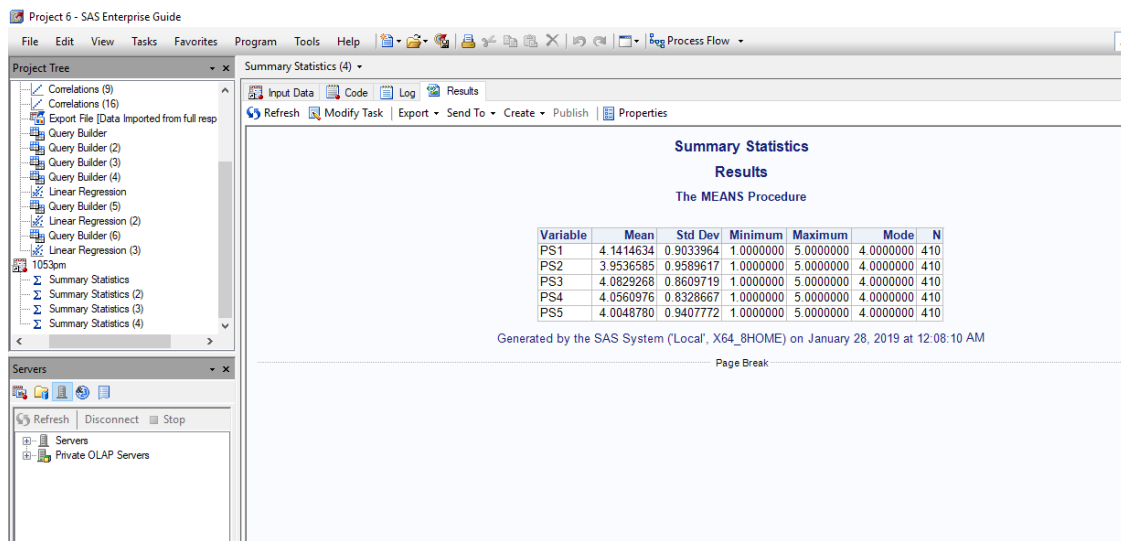 Project 6 - SAS Enterprise Guide
File Edit View Tasks Favorites Program Tools Help Process Flow
Project Tree
Correlations (9)
Correlations (16)
Export File [Data Imported from full resp
Query Builder
Query Builder (2)
Query Builder (3)
Query Builder (4)
Linear Regression
Query Builder (5)
Linear Regression (2)
Query Builder (6)
Linear Regression (3)
1053pm
Summary Statistics
Summary Statistics (2)
Summary Statistics (3)
Summary Statistics (4)
Servers
Refresh Disconnect Stop
Servers
Private OLAP Servers
Summary Statistics (4)
Input Data Code Log Results
Refresh Modify Task Export Send To Create Publish Properties
Summary Statistics
Results
The MEANS Procedure
Variable Mean Std Dev Minimum Maximum Mode N
PS1 4.1414634 0.9033964 1.0000000 5.0000000 4.0000000 410
PS2 3.9536585 0.9589617 1.0000000 5.0000000 4.0000000 410
PS3 4.0829268 0.8609719 1.0000000 5.0000000 4.0000000 410
PS4 4.0560976 0.8328667 1.0000000 5.0000000 4.0000000 410
PS5 4.0048780 0.9407772 1.0000000 5.0000000 4.0000000 410
Generated by the SAS System ('Local', X64_8HOME) on January 28, 2019 at 12:08:10 AM
Page Break